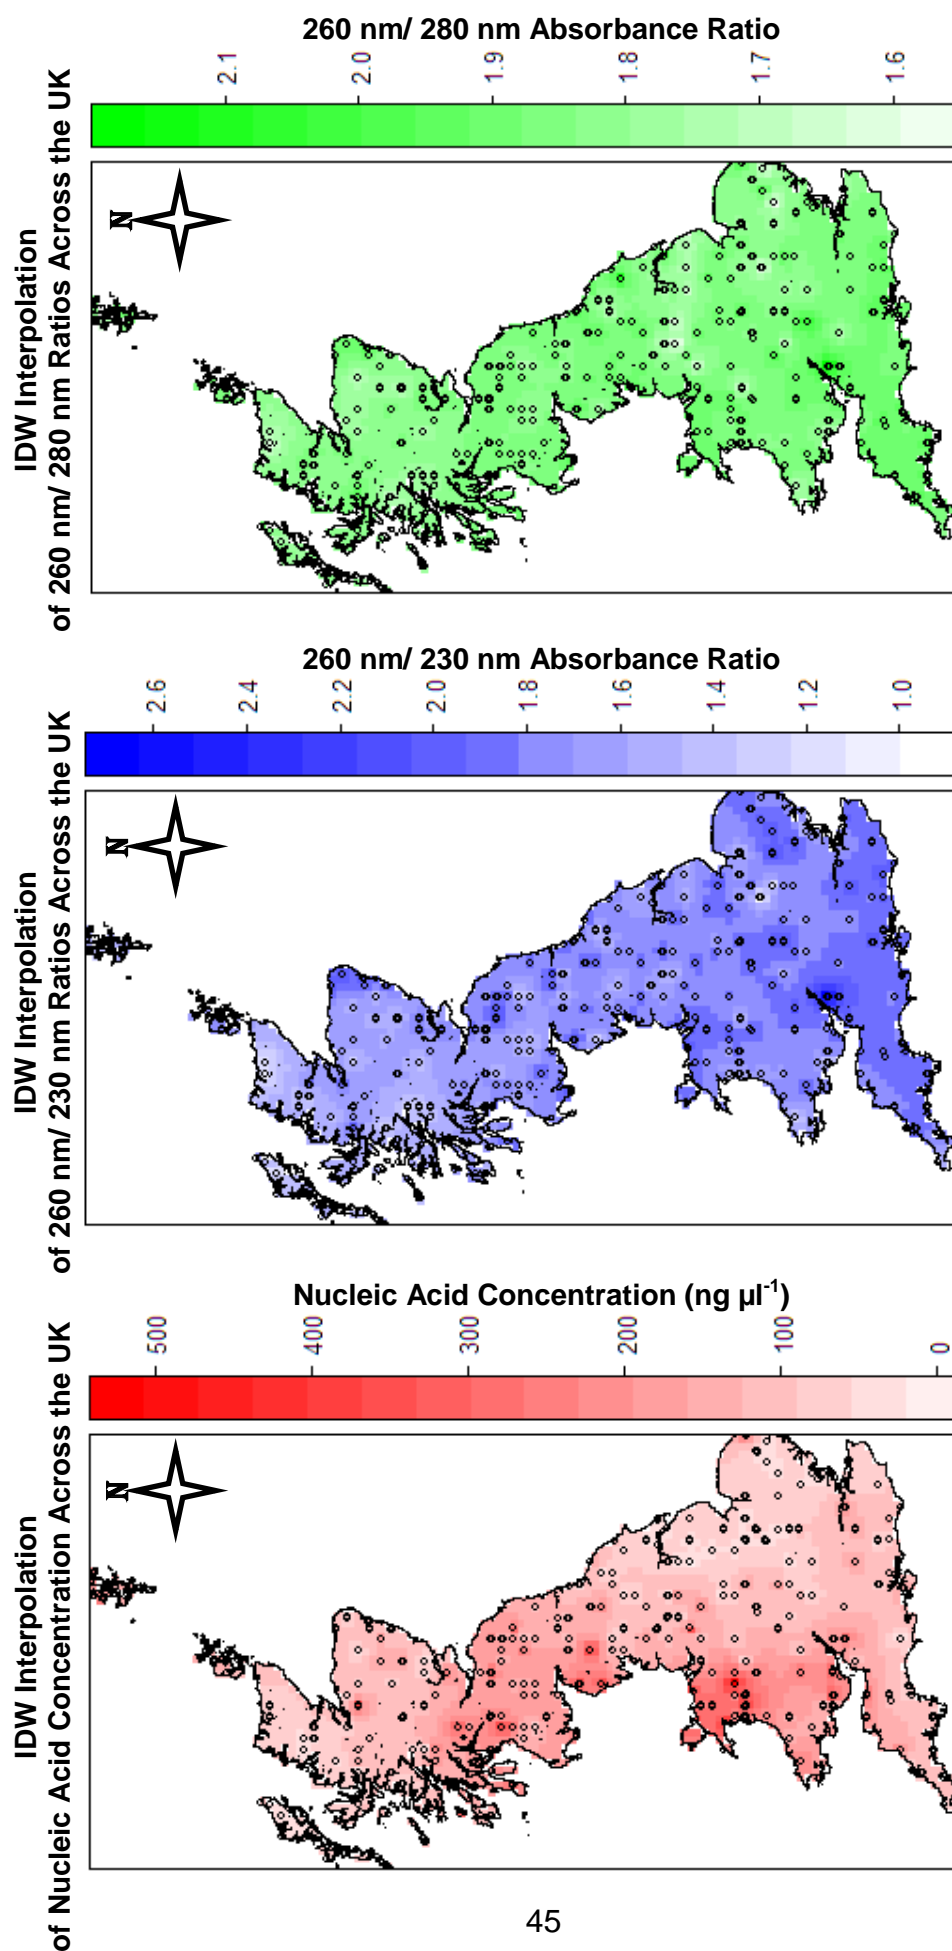 IDW Interpolation
of Nucleic Acid Concentration Across the UK
N
500
400
300
200
100
0
Nucleic Acid Concentration (ng µl-1)
IDW Interpolation
of 260 nm/ 230 nm Ratios Across the UK
N
2.6
2.4
2.2
2.0
1.8
1.6
1.4
1.2
1.0
260 nm/ 230 nm Absorbance Ratio
IDW Interpolation
of 260 nm/ 280 nm Ratios Across the UK
N
2.1
2.0
1.9
1.8
1.7
1.6
260 nm/ 280 nm Absorbance Ratio
45